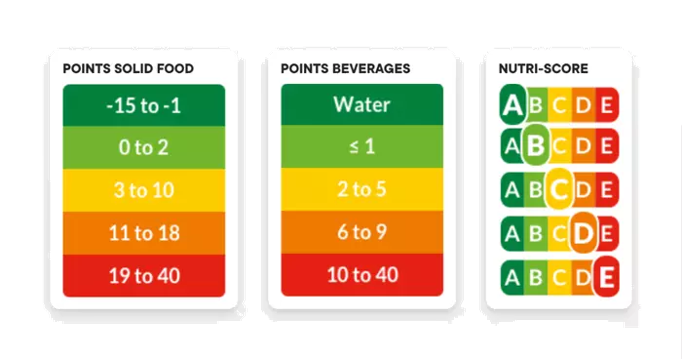 POINTS SOLID FOOD
-15 to -1
0 to 2
3 to 10
11 to 18
19 to 40
POINTS BEVERAGES
Water
≤ 1
2 to 5
6 to 9
10 to 40
NUTRI-SCORE
A B C D E
A B C D E
A B C D E
A B C D E
A B C D E